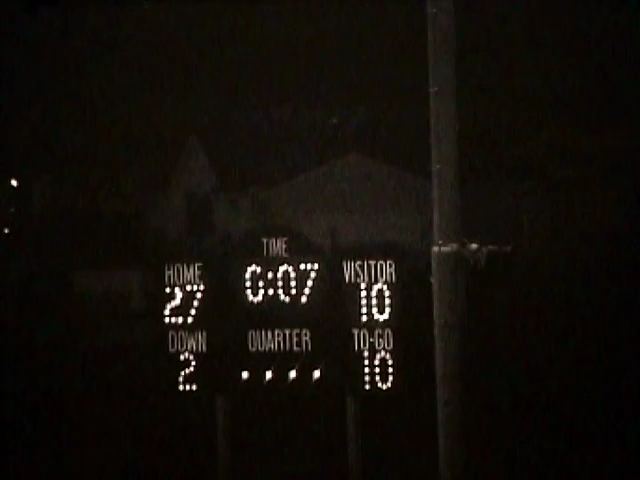 TIME
HOME 0:07 VISITOR
27 10
DOWN QUARTER TO-GO
2 10